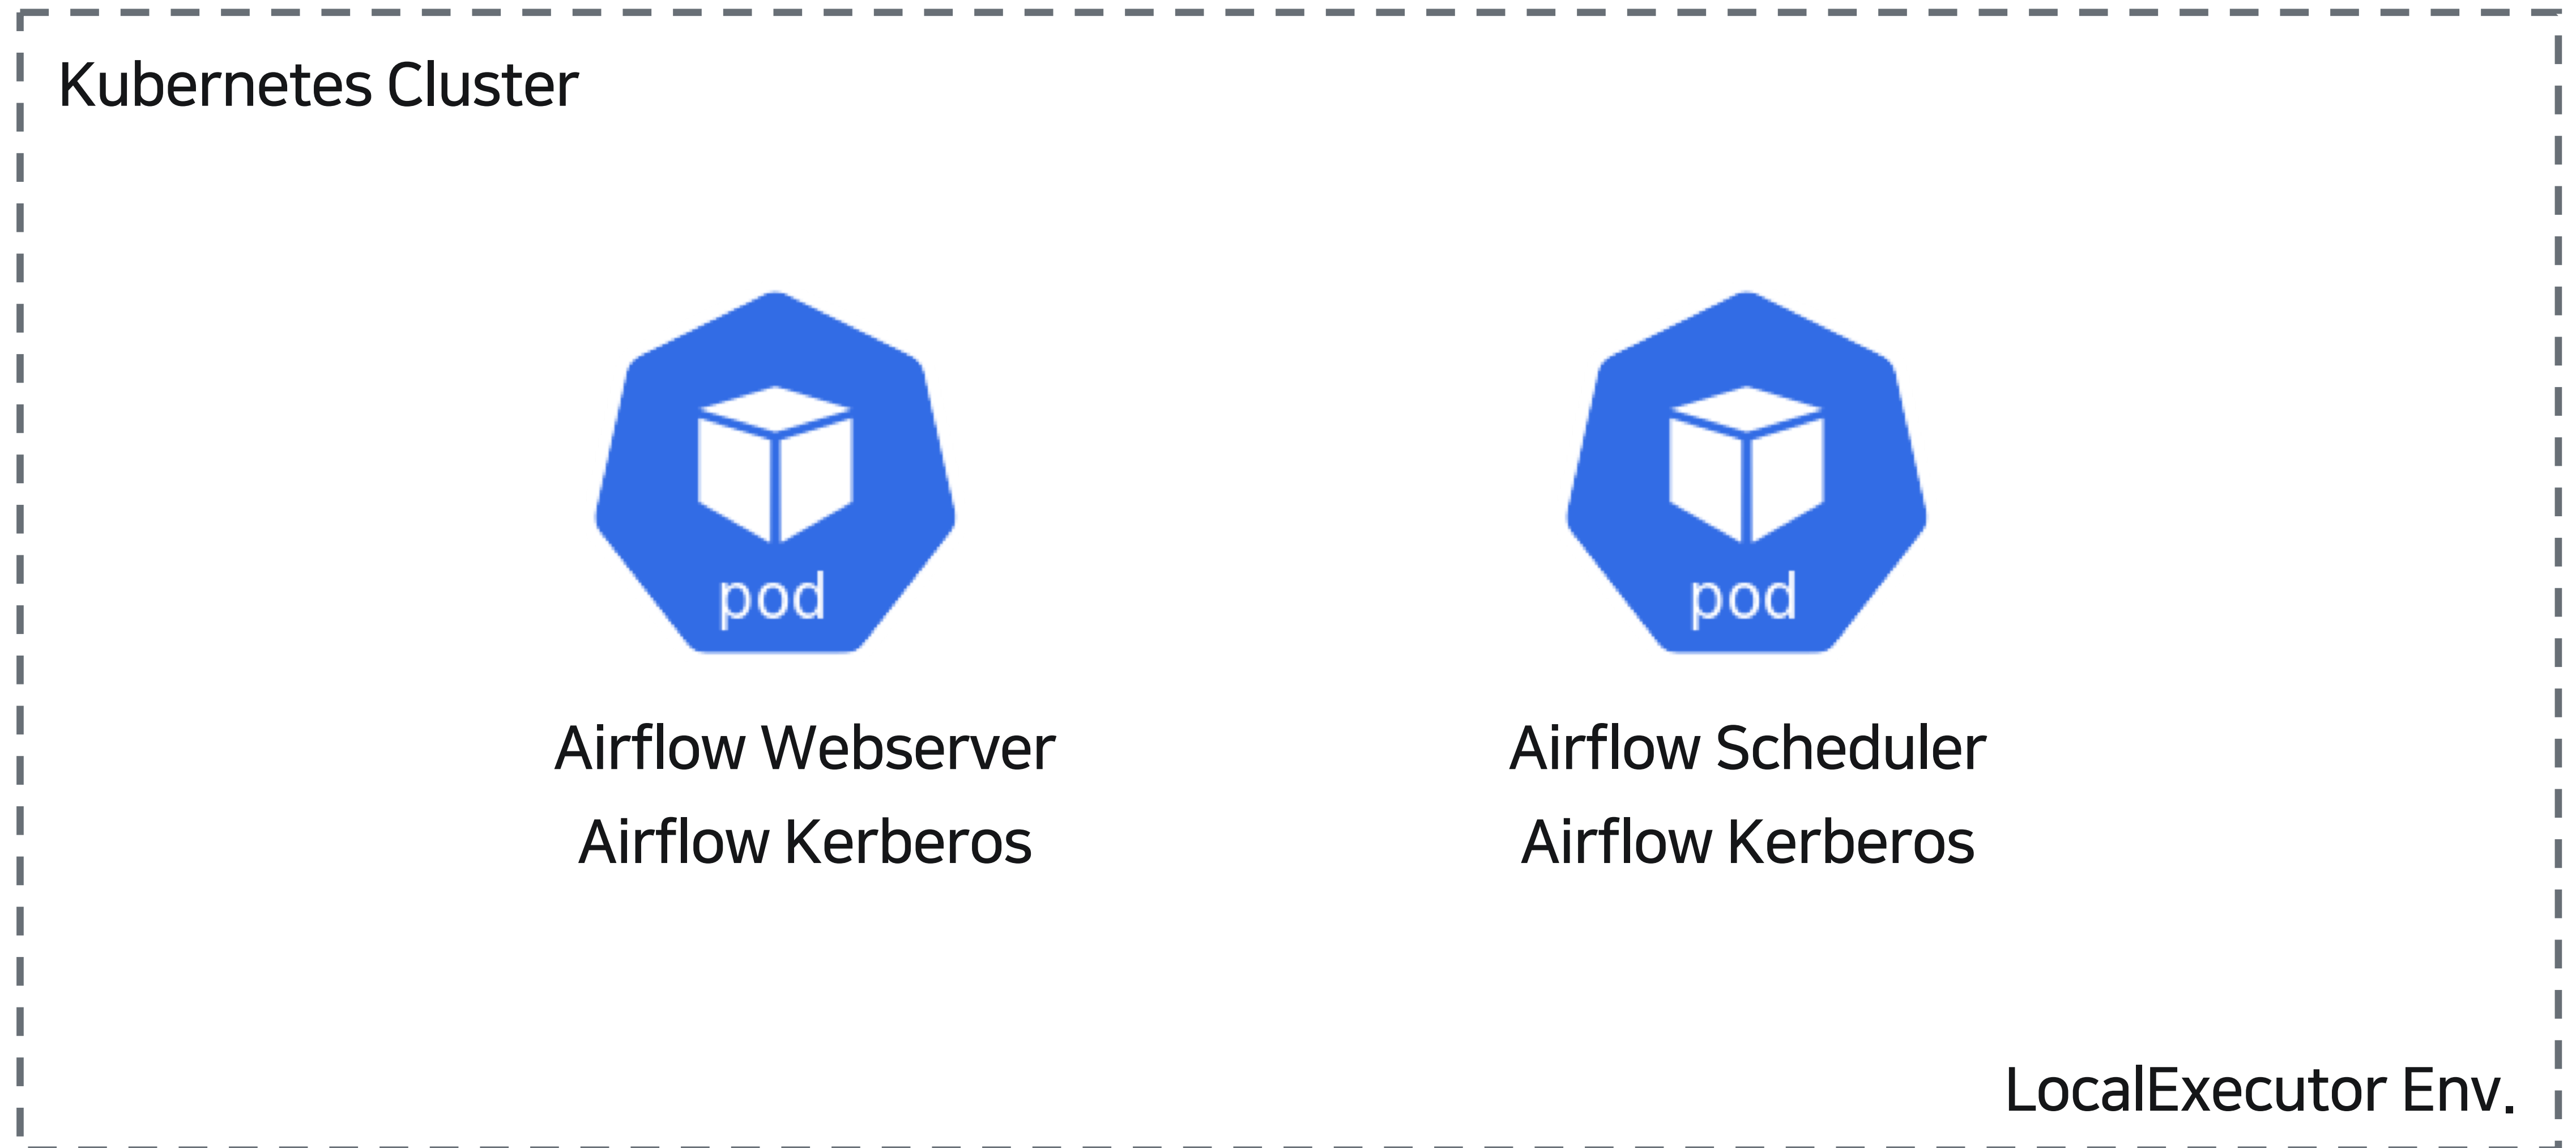 Kubernetes Cluster
pod
pod
Airflow Webserver
Airflow Kerberos
Airflow Scheduler
Airflow Kerberos
LocalExecutor Env.